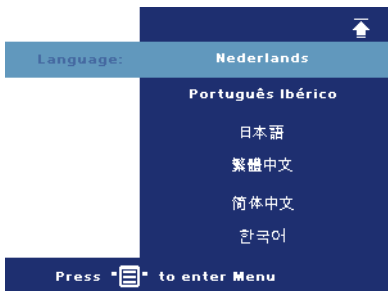 Language: Nederlands
Português Ibérico
日本語
繁體中文
简体中文
한국어
Press "" to enter Menu